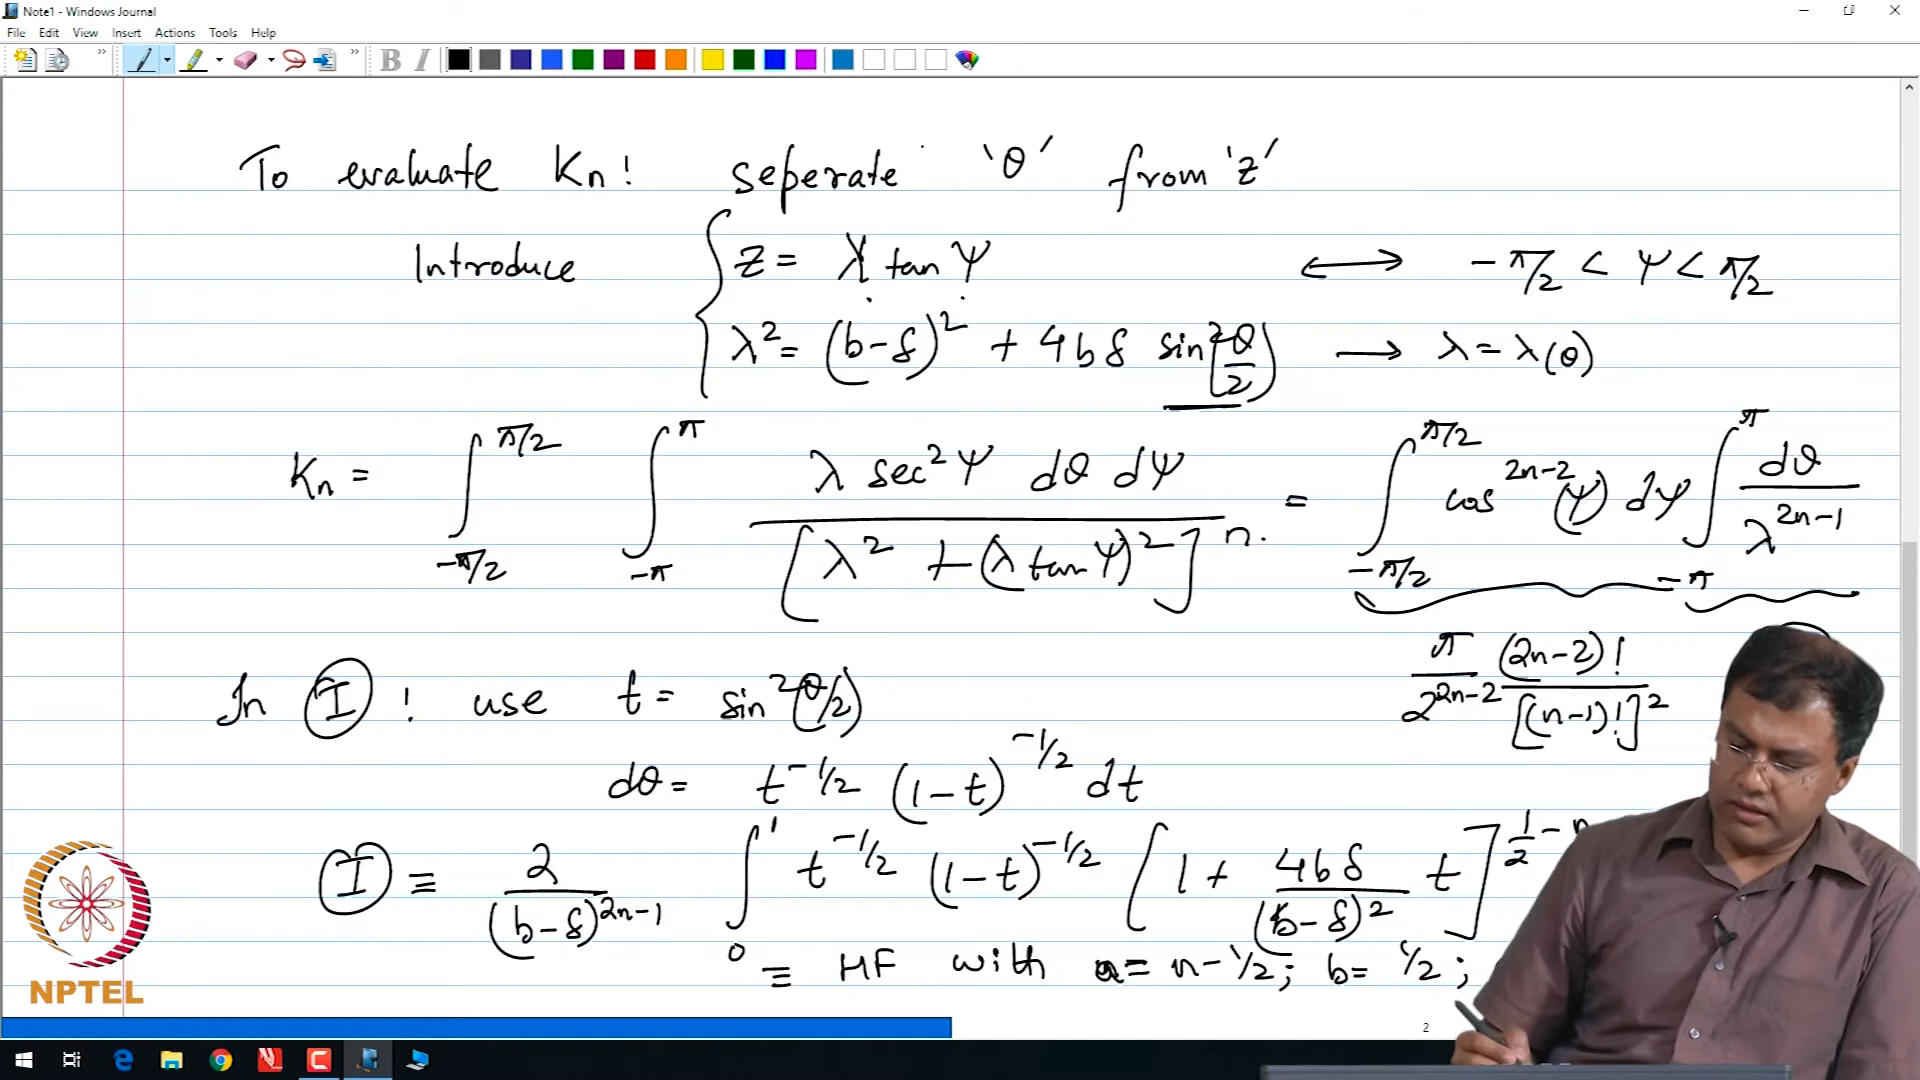 Note1 - Windows Journal
File Edit View Insert Actions Tools Help
To evaluate Kn! seperate 'θ' from 'z'
Introduce { z = λ tan ψ ⟷ -π/2 < ψ < π/2
λ² = (b-δ)² + 4bδ sin²(θ/2) → λ = λ(θ)
Kn = ∫_{-π/2}^{π/2} ∫_{-π}^{π} λ sec²ψ dθ dψ / [λ² + (λ tan ψ)²]^n. = ∫_{-π/2}^{π/2} cos^{2n-2}(ψ) dψ ∫_{-π}^{π} dθ / λ^{2n-1}
π/2^{2n-2} (2n-2)! / [(n-1)!]²
In Ⓘ ! use t = sin²(θ/2)
dθ = t^{-1/2} (1-t)^{-1/2} dt
Ⓘ ≡ 2/(b-δ)^{2n-1} ∫_0^1 t^{-1/2} (1-t)^{-1/2} [1 + 4bδ/(b-δ)² t]^{1/2 - n}
≡ HF with a = n-1/2; b = 1/2;
NPTEL
2